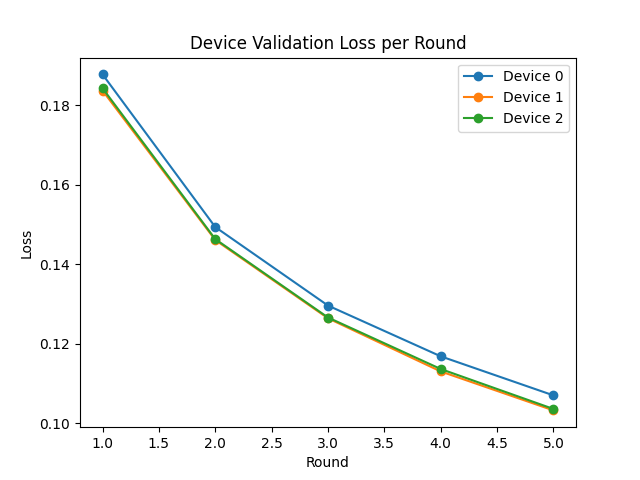 Device Validation Loss per Round
Device 0
Device 1
Device 2
Loss
0.18
0.16
0.14
0.12
0.10
1.0 1.5 2.0 2.5 3.0 3.5 4.0 4.5 5.0
Round